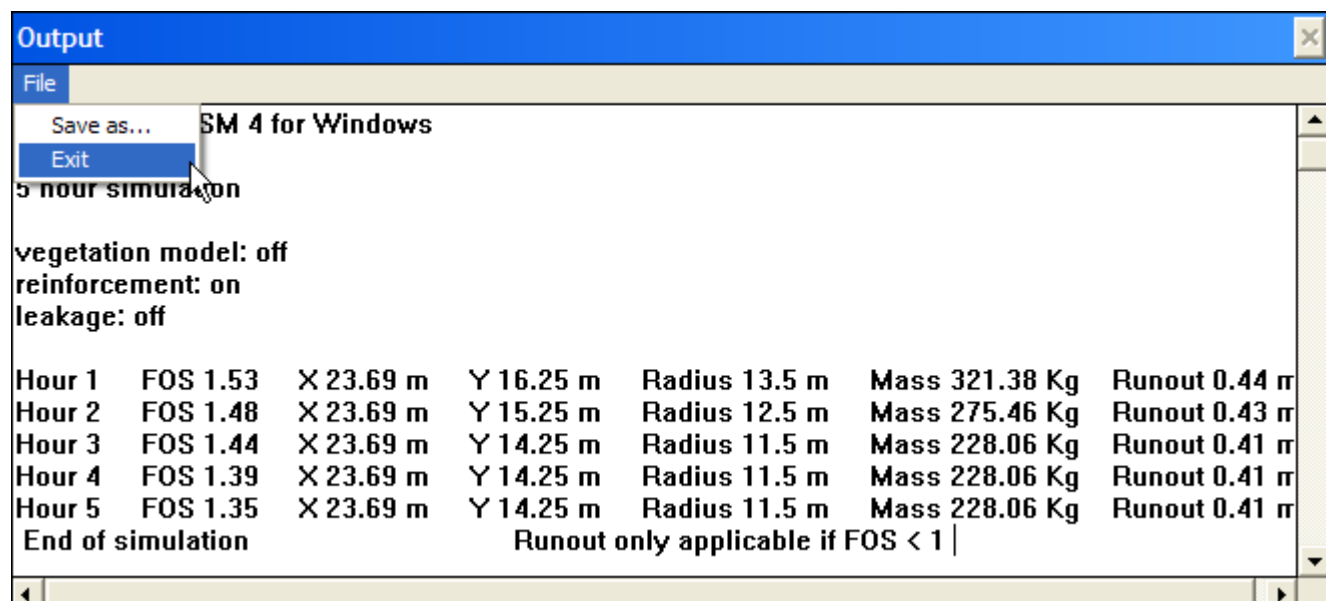 Output
File
Save as...
SM 4 for Windows
Exit
5 hour simulation
vegetation model: off
reinforcement: on
leakage: off
Hour 1 FOS 1.53 X 23.69 m Y 16.25 m Radius 13.5 m Mass 321.38 Kg Runout 0.44 m
Hour 2 FOS 1.48 X 23.69 m Y 15.25 m Radius 12.5 m Mass 275.46 Kg Runout 0.43 m
Hour 3 FOS 1.44 X 23.69 m Y 14.25 m Radius 11.5 m Mass 228.06 Kg Runout 0.41 m
Hour 4 FOS 1.39 X 23.69 m Y 14.25 m Radius 11.5 m Mass 228.06 Kg Runout 0.41 m
Hour 5 FOS 1.35 X 23.69 m Y 14.25 m Radius 11.5 m Mass 228.06 Kg Runout 0.41 m
End of simulation Runout only applicable if FOS < 1